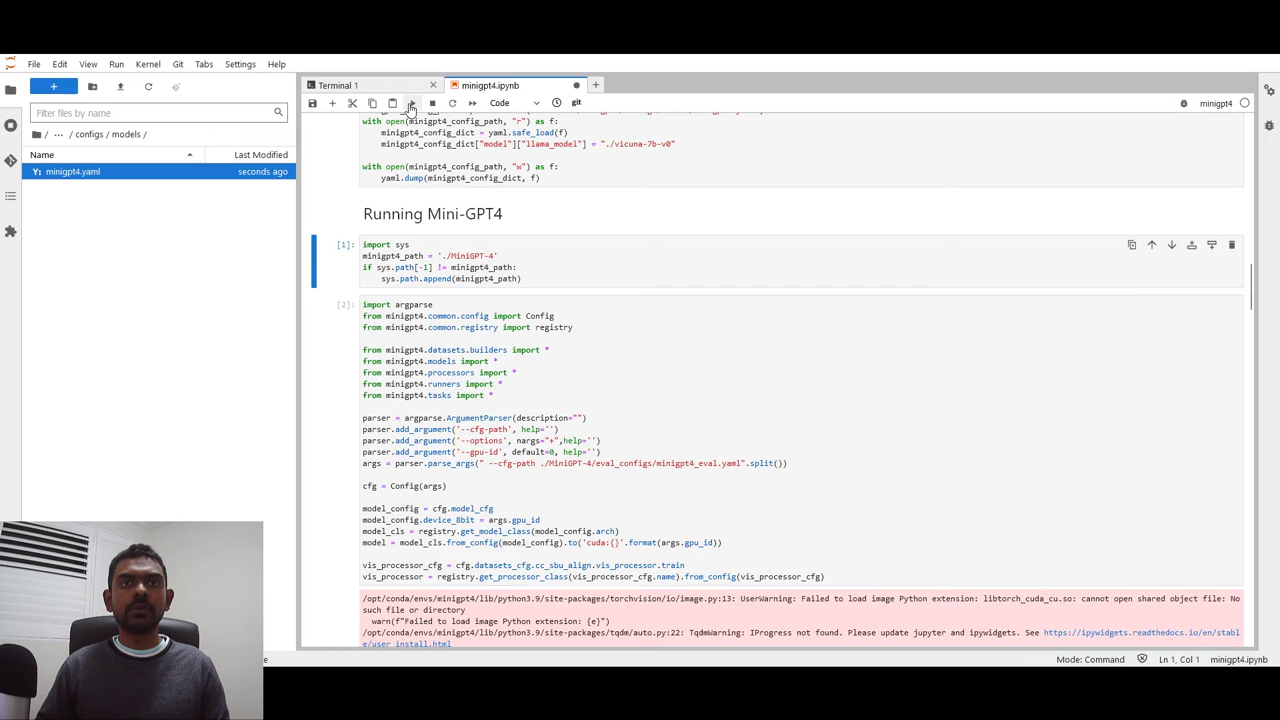 File Edit View Run Kernel Git Tabs Settings Help
Terminal 1
minigpt4.ipynb
Code
git
minigpt4
Filter files by name
/ ··· / configs / models /
Name
Last Modified
Y: minigpt4.yaml
seconds ago
with open(minigpt4_config_path, "r") as f:
minigpt4_config_dict = yaml.safe_load(f)
minigpt4_config_dict["model"]["llama_model"] = "./vicuna-7b-v0"
with open(minigpt4_config_path, "w") as f:
yaml.dump(minigpt4_config_dict, f)
Running Mini-GPT4
[1]:
import sys
minigpt4_path = './MiniGPT-4'
if sys.path[-1] != minigpt4_path:
sys.path.append(minigpt4_path)
[2]:
import argparse
from minigpt4.common.config import Config
from minigpt4.common.registry import registry
from minigpt4.datasets.builders import *
from minigpt4.models import *
from minigpt4.processors import *
from minigpt4.runners import *
from minigpt4.tasks import *
parser = argparse.ArgumentParser(description="")
parser.add_argument('--cfg-path', help='')
parser.add_argument('--options', nargs="+",help='')
parser.add_argument('--gpu-id', default=0, help='')
args = parser.parse_args(" --cfg-path ./MiniGPT-4/eval_configs/minigpt4_eval.yaml".split())
cfg = Config(args)
model_config = cfg.model_cfg
model_config.device_8bit = args.gpu_id
model_cls = registry.get_model_class(model_config.arch)
model = model_cls.from_config(model_config).to('cuda:{}'.format(args.gpu_id))
vis_processor_cfg = cfg.datasets_cfg.cc_sbu_align.vis_processor.train
vis_processor = registry.get_processor_class(vis_processor_cfg.name).from_config(vis_processor_cfg)
/opt/conda/envs/minigpt4/lib/python3.9/site-packages/torchvision/io/image.py:13: UserWarning: Failed to load image Python extension: libtorch_cuda_cu.so: cannot open shared object file: No
such file or directory
warn(f"Failed to load image Python extension: {e}")
/opt/conda/envs/minigpt4/lib/python3.9/site-packages/tqdm/auto.py:22: TqdmWarning: IProgress not found. Please update jupyter and ipywidgets. See https://ipywidgets.readthedocs.io/en/stabl
e/user_install.html
Mode: Command
Ln 1, Col 1
minigpt4.ipynb